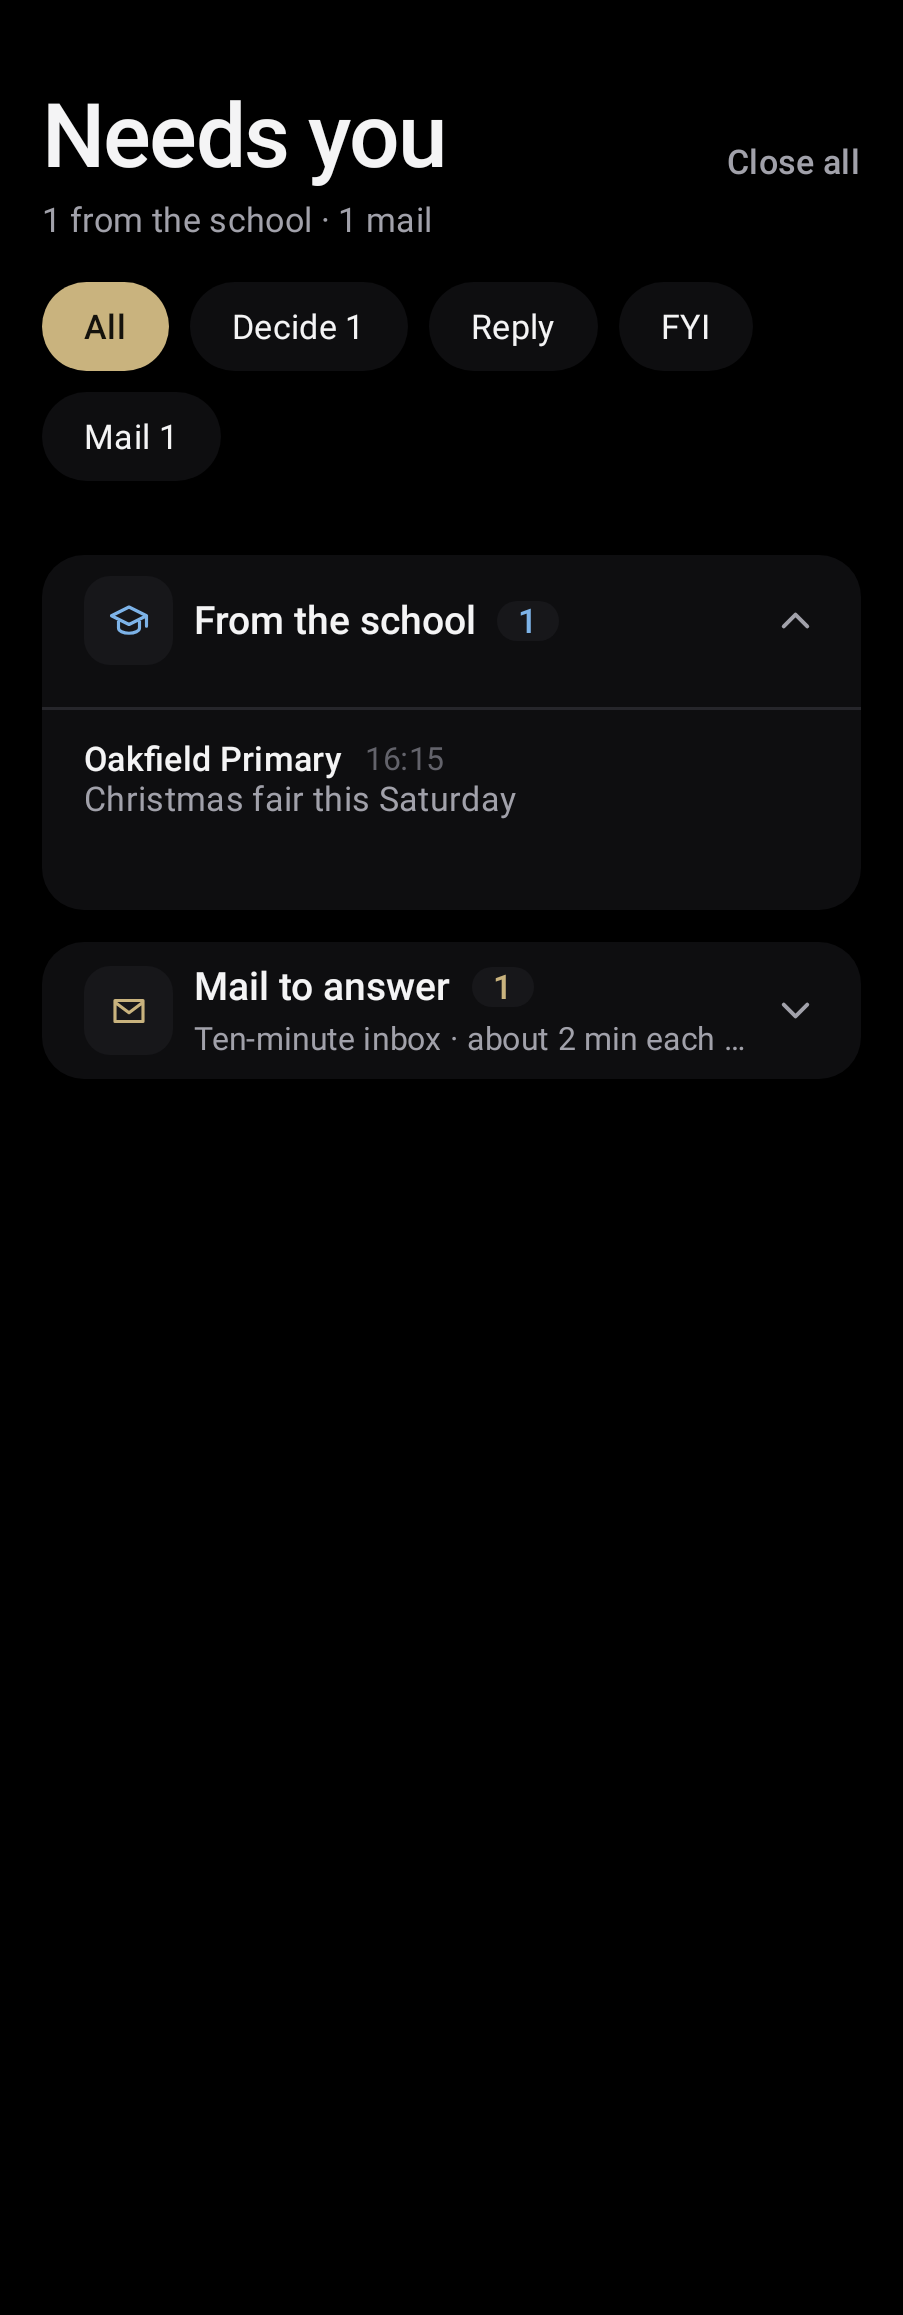 Needs you
Close all
1 from the school · 1 mail
All
Decide 1
Reply
FYI
Mail 1
From the school 1
Oakfield Primary 16:15
Christmas fair this Saturday
Mail to answer 1
Ten-minute inbox · about 2 min each …